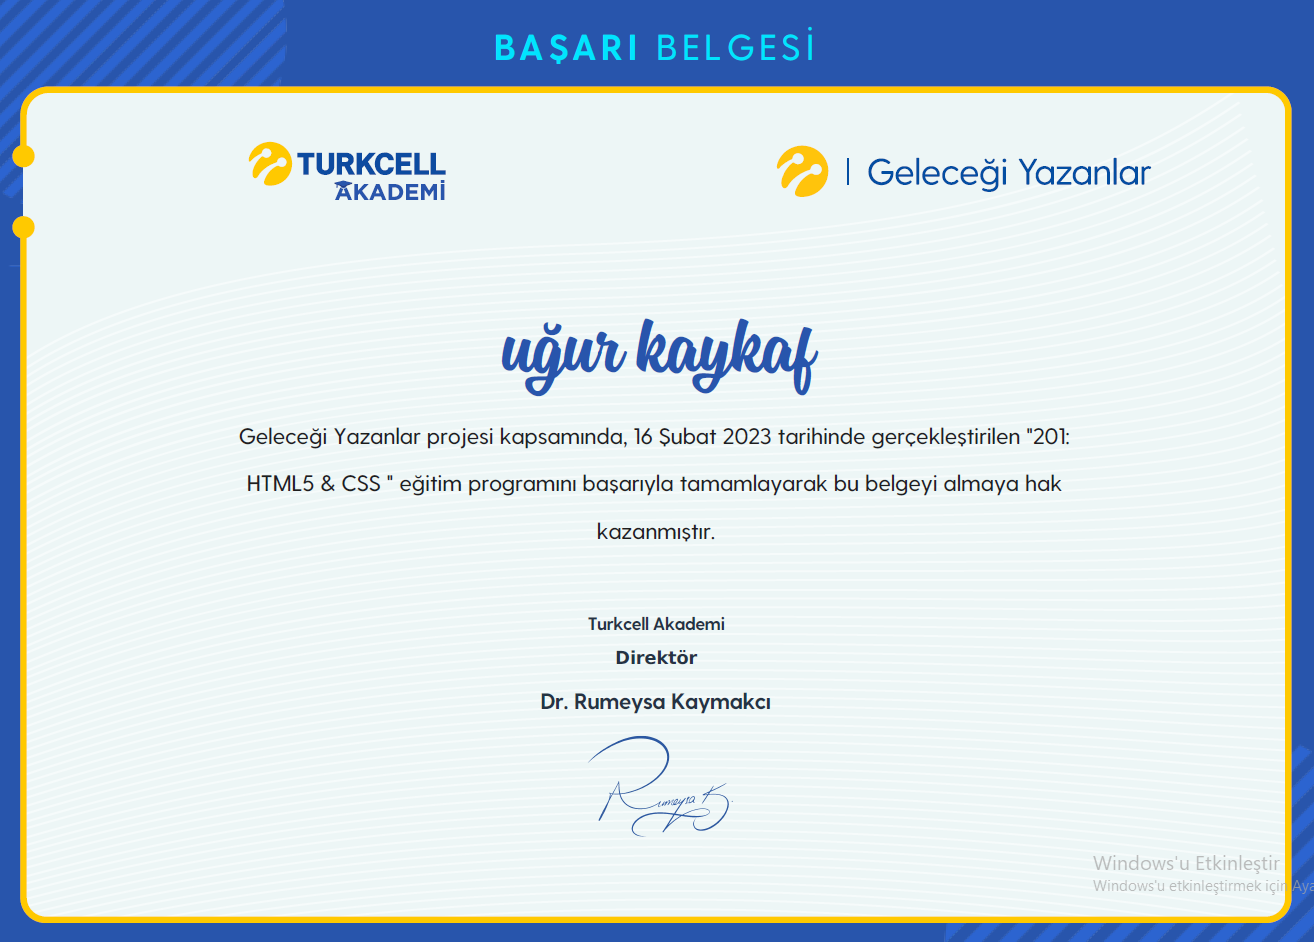 BAŞARI BELGESİ
TURKCELL
AKADEMİ
Geleceği Yazanlar
uğur kaykaf
Geleceği Yazanlar projesi kapsamında, 16 Şubat 2023 tarihinde gerçekleştirilen "201:
HTML5 & CSS " eğitim programını başarıyla tamamlayarak bu belgeyi almaya hak
kazanmıştır.
Turkcell Akademi
Direktör
Dr. Rumeysa Kaymakcı
Rumeysa K.
Windows'u Etkinleştir
Windows'u etkinleştirmek için Aya